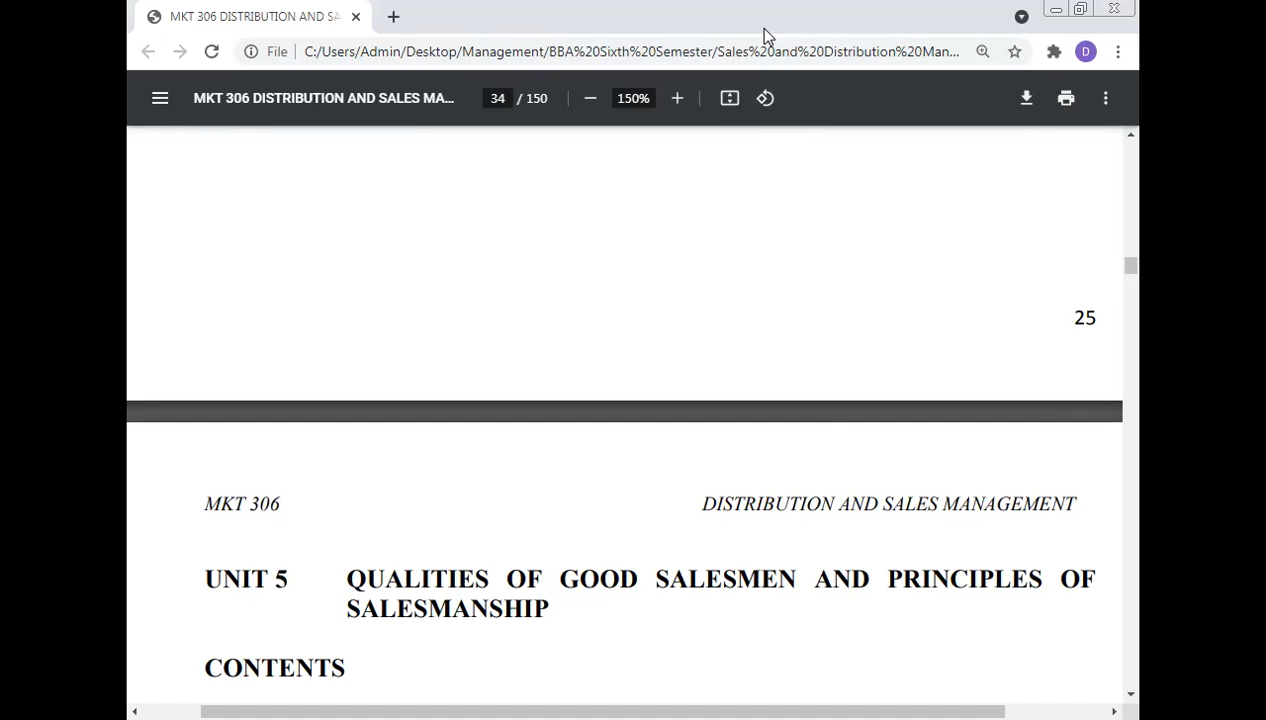 MKT 306 DISTRIBUTION AND SA
File C:/Users/Admin/Desktop/Management/BBA%20Sixth%20Semester/Sales%20and%20Distribution%20Man... D
MKT 306 DISTRIBUTION AND SALES MA... 34 / 150 150%
25
MKT 306 DISTRIBUTION AND SALES MANAGEMENT
UNIT 5 QUALITIES OF GOOD SALESMEN AND PRINCIPLES OF
SALESMANSHIP
CONTENTS